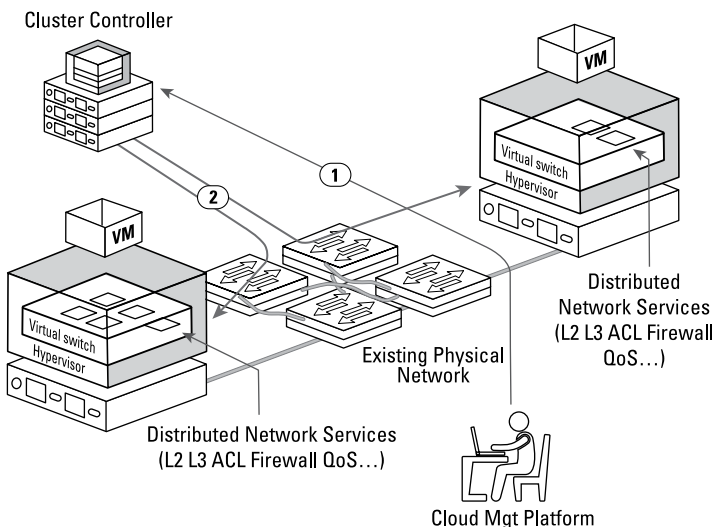 Cluster Controller
VM
1
Virtual switch
Hypervisor
2
VM
Virtual switch
Hypervisor
Distributed
Network Services
(L2 L3 ACL Firewall
QoS...)
Existing Physical
Network
Distributed Network Services
(L2 L3 ACL Firewall QoS...)
Cloud Mgt Platform